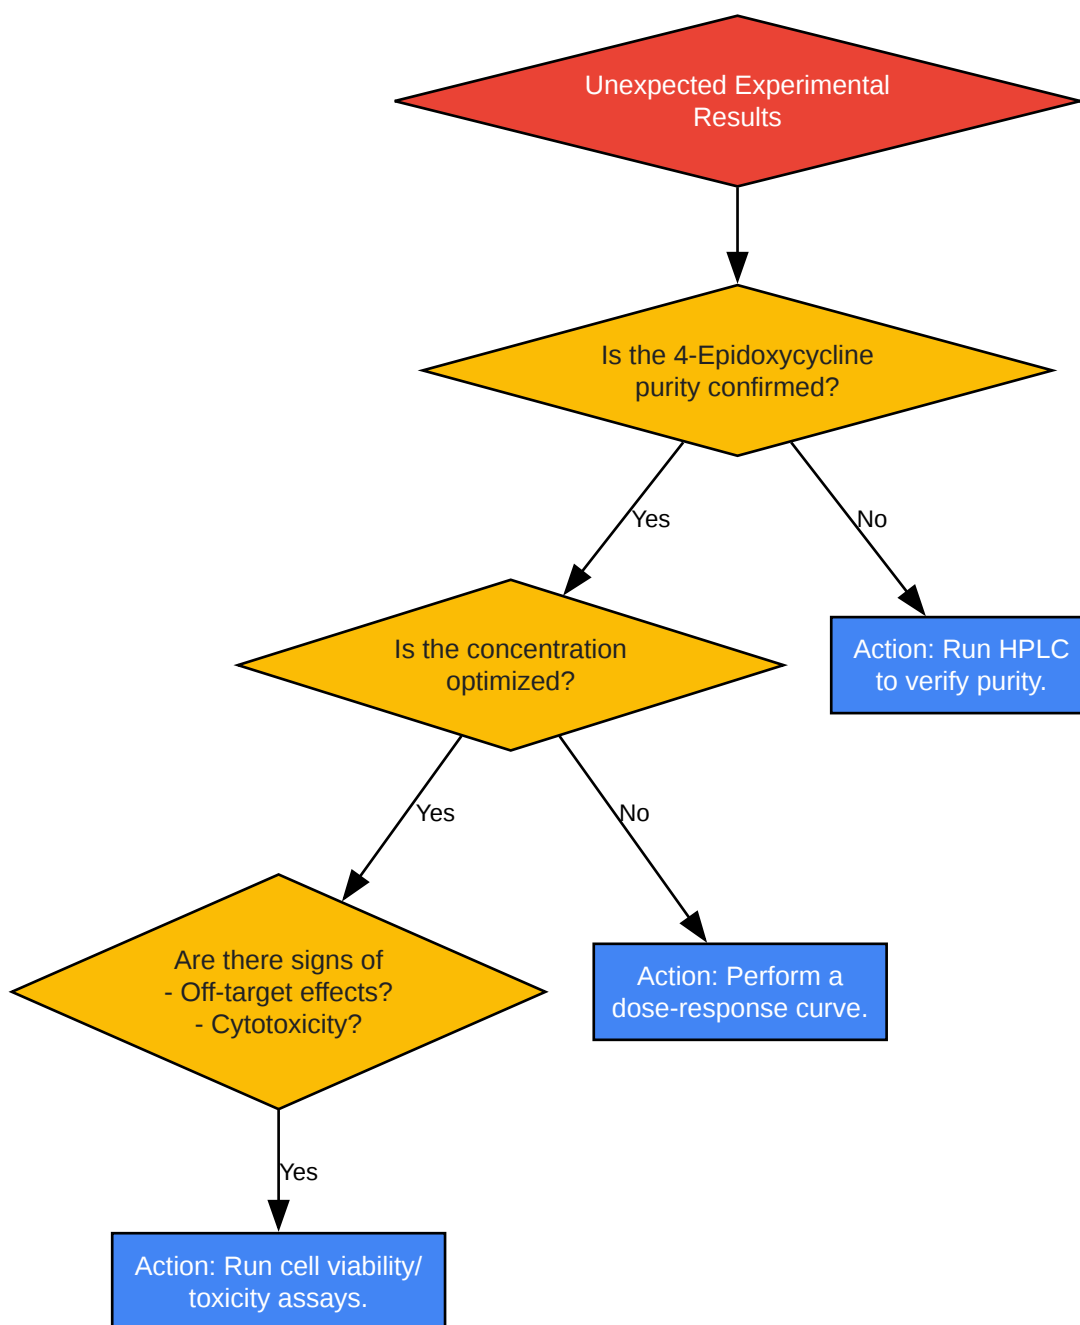 Unexpected Experimental
Results
Is the 4-Epidoxycycline
purity confirmed?
Yes
No
Is the concentration
optimized?
Action: Run HPLC
to verify purity.
Yes
No
Are there signs of
- Off-target effects?
- Cytotoxicity?
Action: Perform a
dose-response curve.
Yes
Action: Run cell viability/
toxicity assays.